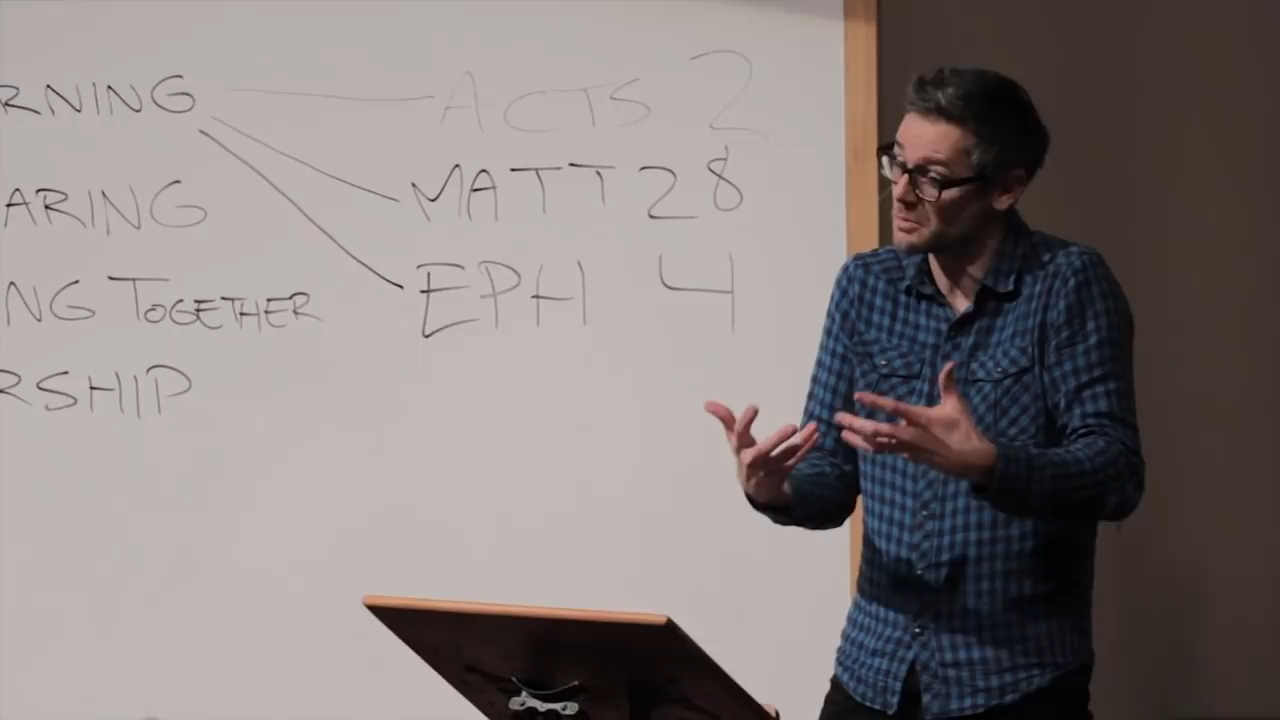 RNING ACTS 2
ARING MATT 28
NG TOGETHER EPH 4
RSHIP